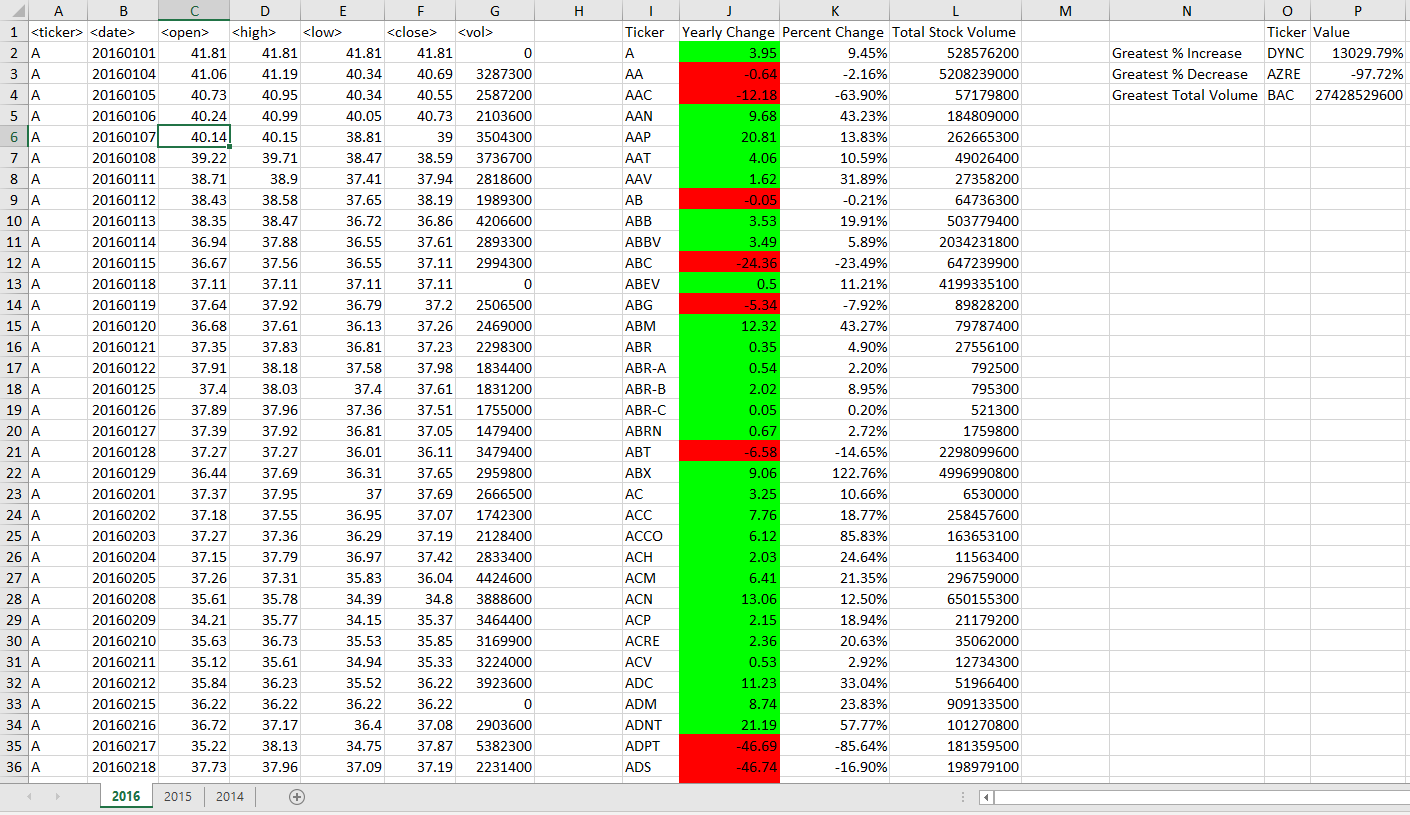 A B C D E F G H I J K L M N O P
1 <ticker> <date> <open> <high> <low> <close> <vol> Ticker Yearly Change Percent Change Total Stock Volume Ticker Value
2 A 20160101 41.81 41.81 41.81 41.81 0 A 3.95 9.45% 528576200 Greatest % Increase DYNC 13029.79%
3 A 20160104 41.06 41.19 40.34 40.69 3287300 AA -0.64 -2.16% 5208239000 Greatest % Decrease AZRE -97.72%
4 A 20160105 40.73 40.95 40.34 40.55 2587200 AAC -12.18 -63.90% 57179800 Greatest Total Volume BAC 27428529600
5 A 20160106 40.24 40.99 40.05 40.73 2103600 AAN 9.68 43.23% 184809000
6 A 20160107 40.14 40.15 38.81 39 3504300 AAP 20.81 13.83% 262665300
7 A 20160108 39.22 39.71 38.47 38.59 3736700 AAT 4.06 10.59% 49026400
8 A 20160111 38.71 38.9 37.41 37.94 2818600 AAV 1.62 31.89% 27358200
9 A 20160112 38.43 38.58 37.65 38.19 1989300 AB -0.05 -0.21% 64736300
10 A 20160113 38.35 38.47 36.72 36.86 4206600 ABB 3.53 19.91% 503779400
11 A 20160114 36.94 37.88 36.55 37.61 2893300 ABBV 3.49 5.89% 2034231800
12 A 20160115 36.67 37.56 36.55 37.11 2994300 ABC -24.36 -23.49% 647239900
13 A 20160118 37.11 37.11 37.11 37.11 0 ABEV 0.5 11.21% 4199335100
14 A 20160119 37.64 37.92 36.79 37.2 2506500 ABG -5.34 -7.92% 89828200
15 A 20160120 36.68 37.61 36.13 37.26 2469000 ABM 12.32 43.27% 79787400
16 A 20160121 37.35 37.83 36.81 37.23 2298300 ABR 0.35 4.90% 27556100
17 A 20160122 37.91 38.18 37.58 37.98 1834400 ABR-A 0.54 2.20% 792500
18 A 20160125 37.4 38.03 37.4 37.61 1831200 ABR-B 2.02 8.95% 795300
19 A 20160126 37.89 37.96 37.36 37.51 1755000 ABR-C 0.05 0.20% 521300
20 A 20160127 37.39 37.92 36.81 37.05 1479400 ABRN 0.67 2.72% 1759800
21 A 20160128 37.27 37.27 36.01 36.11 3479400 ABT -6.58 -14.65% 2298099600
22 A 20160129 36.44 37.69 36.31 37.65 2959800 ABX 9.06 122.76% 4996990800
23 A 20160201 37.37 37.95 37 37.69 2666500 AC 3.25 10.66% 6530000
24 A 20160202 37.18 37.55 36.95 37.07 1742300 ACC 7.76 18.77% 258457600
25 A 20160203 37.27 37.36 36.29 37.19 2128400 ACCO 6.12 85.83% 163653100
26 A 20160204 37.15 37.79 36.97 37.42 2833400 ACH 2.03 24.64% 11563400
27 A 20160205 37.26 37.31 35.83 36.04 4424600 ACM 6.41 21.35% 296759000
28 A 20160208 35.61 35.78 34.39 34.8 3888600 ACN 13.06 12.50% 650155300
29 A 20160209 34.21 35.77 34.15 35.37 3464400 ACP 2.15 18.94% 21179200
30 A 20160210 35.63 36.73 35.53 35.85 3169900 ACRE 2.36 20.63% 35062000
31 A 20160211 35.12 35.61 34.94 35.33 3224000 ACV 0.53 2.92% 12734300
32 A 20160212 35.84 36.23 35.52 36.22 3923600 ADC 11.23 33.04% 51966400
33 A 20160215 36.22 36.22 36.22 36.22 0 ADM 8.74 23.83% 909133500
34 A 20160216 36.72 37.17 36.4 37.08 2903600 ADNT 21.19 57.77% 101270800
35 A 20160217 35.22 38.13 34.75 37.87 5382300 ADPT -46.69 -85.64% 181359500
36 A 20160218 37.73 37.96 37.09 37.19 2231400 ADS -46.74 -16.90% 198979100
2016 2015 2014